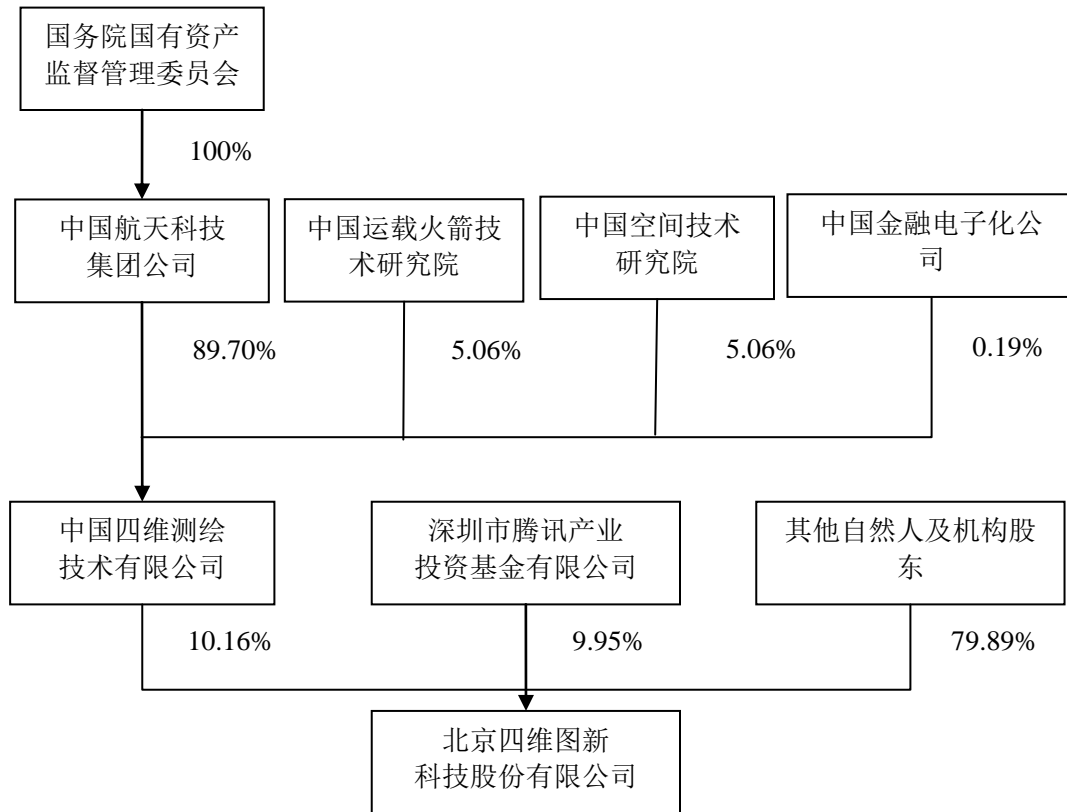 国务院国有资产
监督管理委员会
100%
中国航天科技
集团公司
中国运载火箭技
术研究院
中国空间技术
研究院
中国金融电子化公
司
89.70%
5.06%
5.06%
0.19%
中国四维测绘
技术有限公司
深圳市腾讯产业
投资基金有限公司
其他自然人及机构股
东
10.16%
9.95%
79.89%
北京四维图新
科技股份有限公司